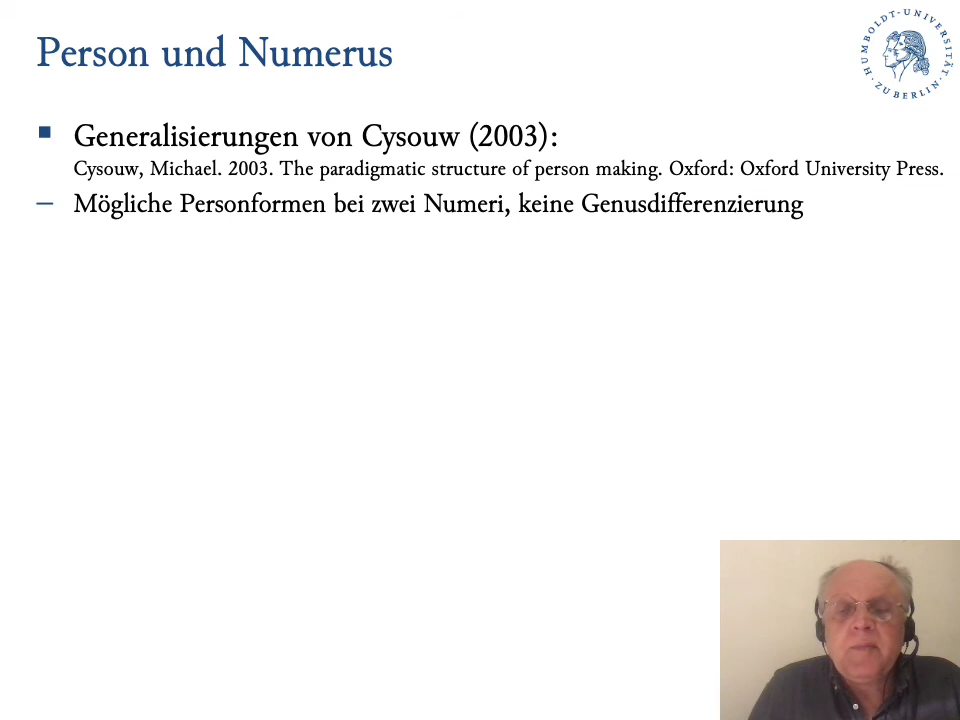 Person und Numerus
HUMBOLDT-UNIVERSITÄT
ZU BERLIN
Generalisierungen von Cysouw (2003):
Cysouw, Michael. 2003. The paradigmatic structure of person making. Oxford: Oxford University Press.
– Mögliche Personformen bei zwei Numeri, keine Genusdifferenzierung